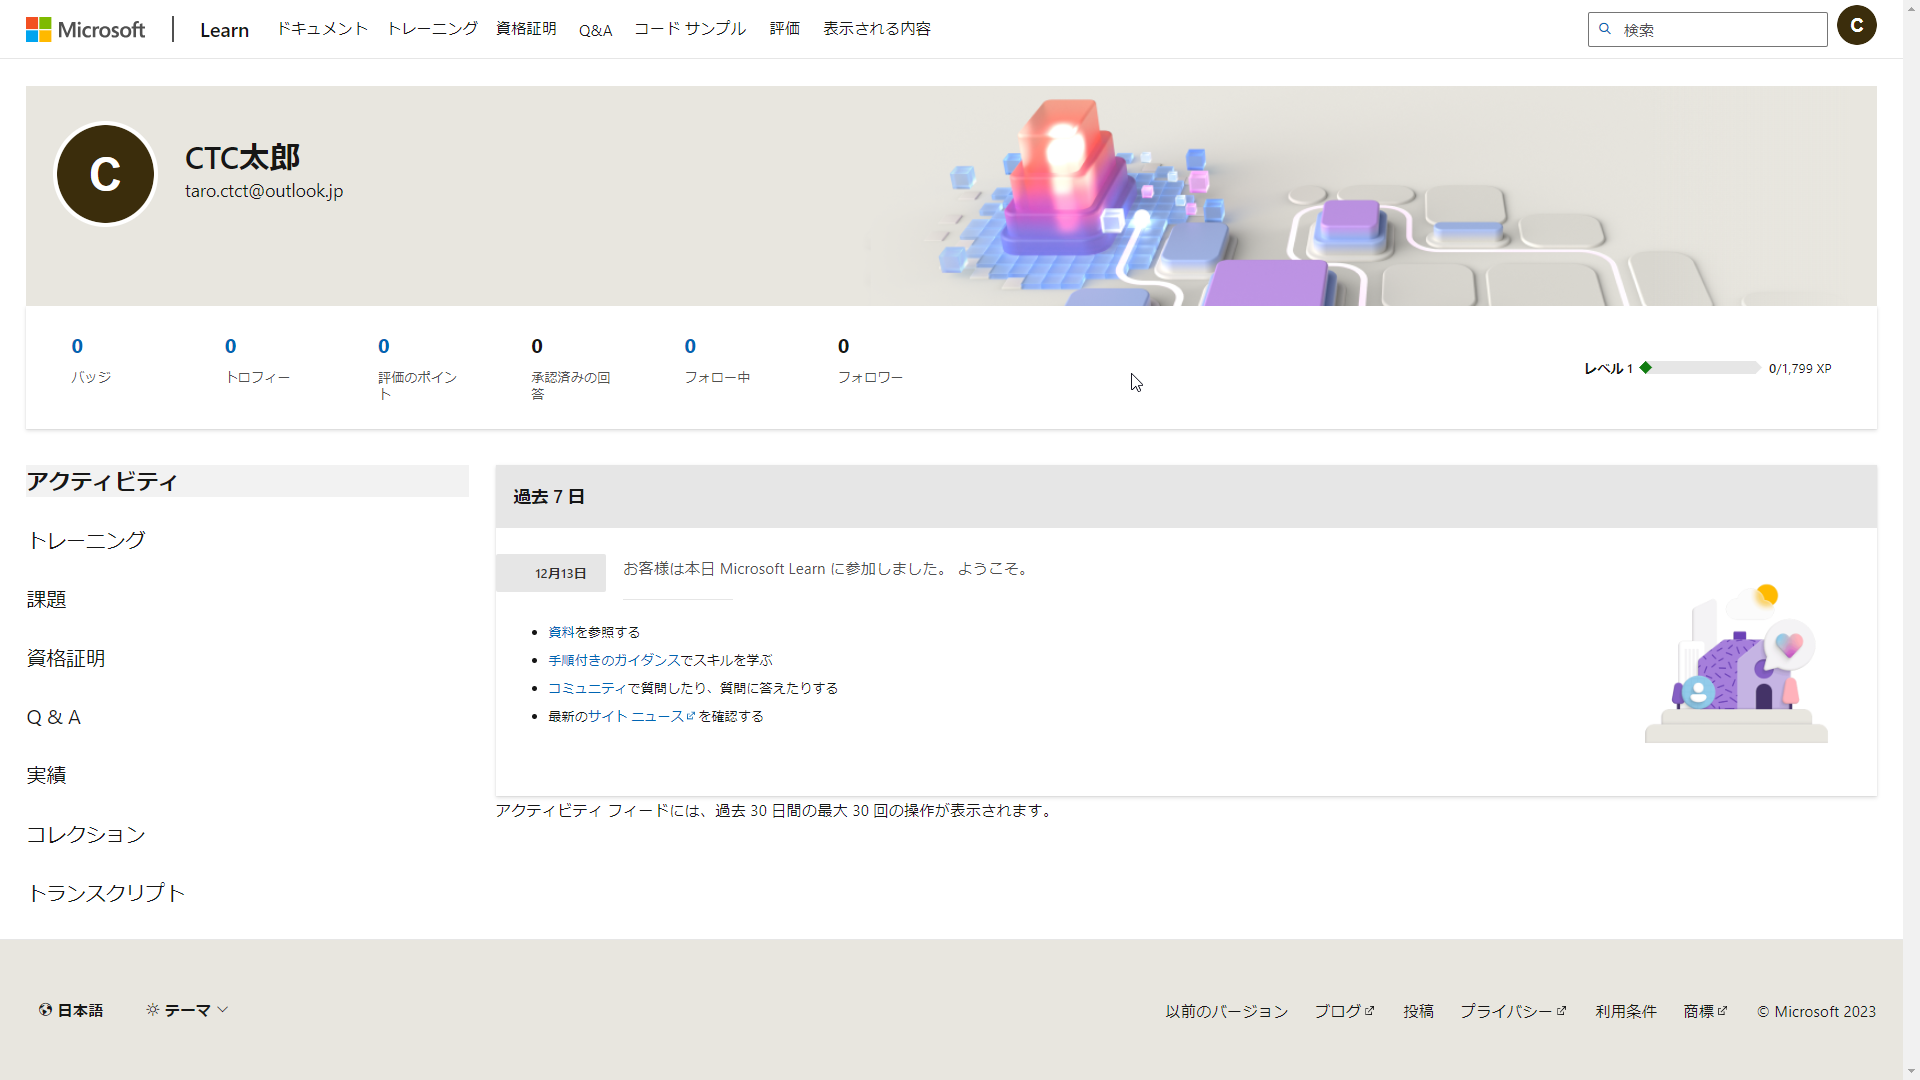 Microsoft
Learn
ドキュメント
トレーニング
資格証明
Q&A
コード サンプル
評価
表示される内容
検索
C
C
CTC太郎
taro.ctct@outlook.jp
0
バッジ
0
トロフィー
0
評価のポイン
ト
0
承認済みの回
答
0
フォロー中
0
フォロワー
レベル 1
0/1,799 XP
アクティビティ
トレーニング
課題
資格証明
Q & A
実績
コレクション
トランスクリプト
過去 7 日
12月13日
お客様は本日 Microsoft Learn に参加しました。 ようこそ。
資料を参照する
手順付きのガイダンスでスキルを学ぶ
コミュニティで質問したり、質問に答えたりする
最新のサイト ニュースを確認する
アクティビティ フィードには、過去 30 日間の最大 30 回の操作が表示されます。
日本語
テーマ
以前のバージョン
ブログ
投稿
プライバシー
利用条件
商標
© Microsoft 2023